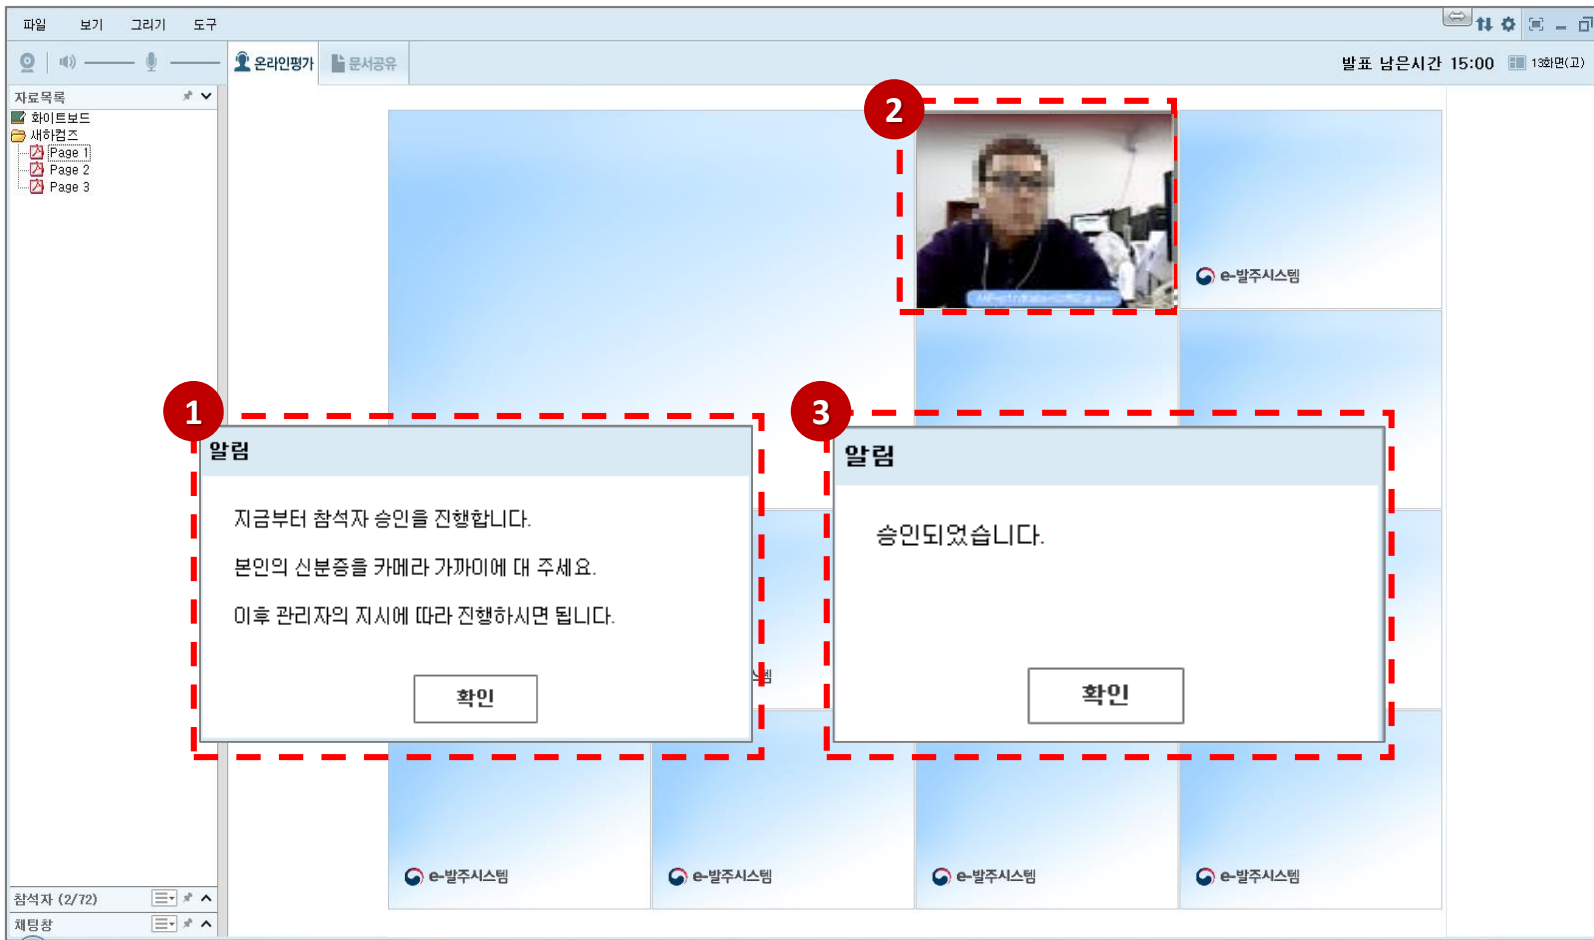 파일 보기 그리기 도구
온라인평가 문서공유 발표 남은시간 15:00 13화면(고)
자료목록
화이트보드
새하컴즈
Page 1
Page 2
Page 3
2
e-발주시스템
1
알림
지금부터 참석자 승인을 진행합니다.
본인의 신분증을 카메라 가까이에 대 주세요.
이후 관리자의 지시에 따라 진행하시면 됩니다.
확인
3
알림
승인되었습니다.
확인
스템
e-발주시스템 e-발주시스템 e-발주시스템 e-발주시스템
참석자 (2/72)
채팅창